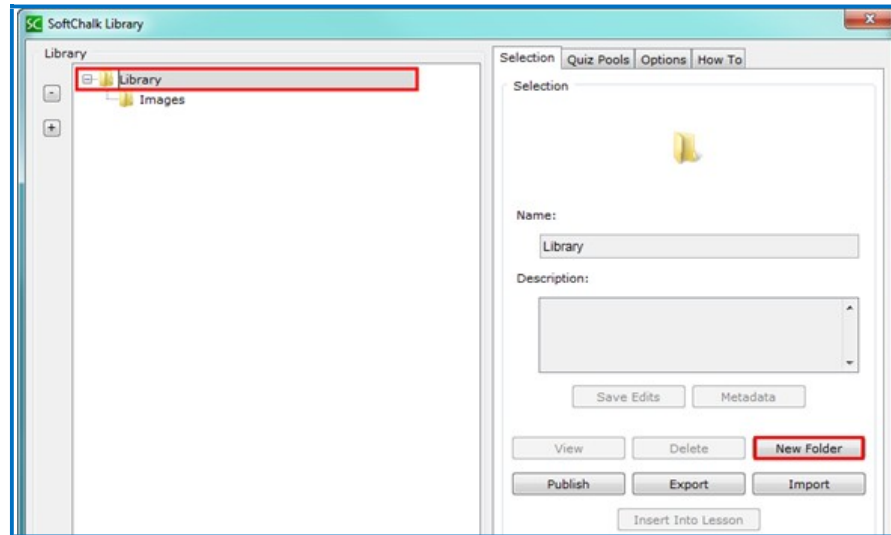 SC SoftChalk Library
Library
Library
Images
Selection Quiz Pools Options How To
Selection
Name:
Library
Description:
Save Edits Metadata
View Delete New Folder
Publish Export Import
Insert Into Lesson